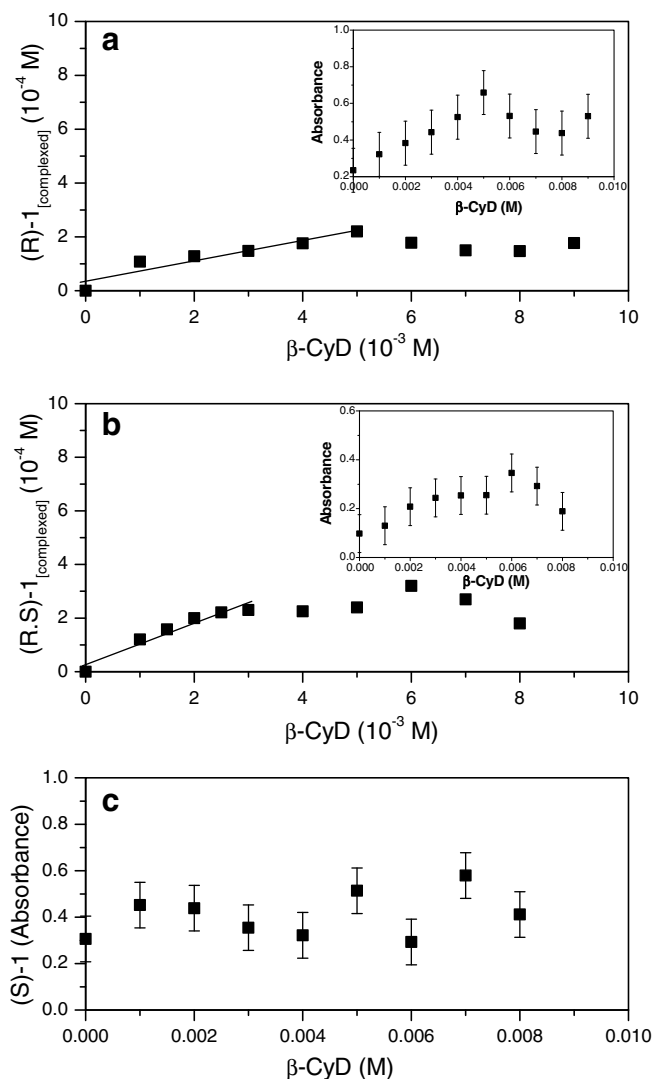 a
(R)-1[complexed] (10-4 M)
10
8
6
4
2
0
0 2 4 6 8 10
β-CyD (10-3 M)
Absorbance
1.0
0.8
0.6
0.4
0.2
0.000 0.002 0.004 0.006 0.008 0.010
β-CyD (M)
b
(R.S)-1[complexed] (10-4 M)
10
8
6
4
2
0
0 2 4 6 8 10
β-CyD (10-3 M)
Absorbance
0.6
0.4
0.2
0.0
0.000 0.002 0.004 0.006 0.008 0.010
β-CyD (M)
c
(S)-1 (Absorbance)
1.0
0.8
0.6
0.4
0.2
0.0
0.000 0.002 0.004 0.006 0.008 0.010
β-CyD (M)